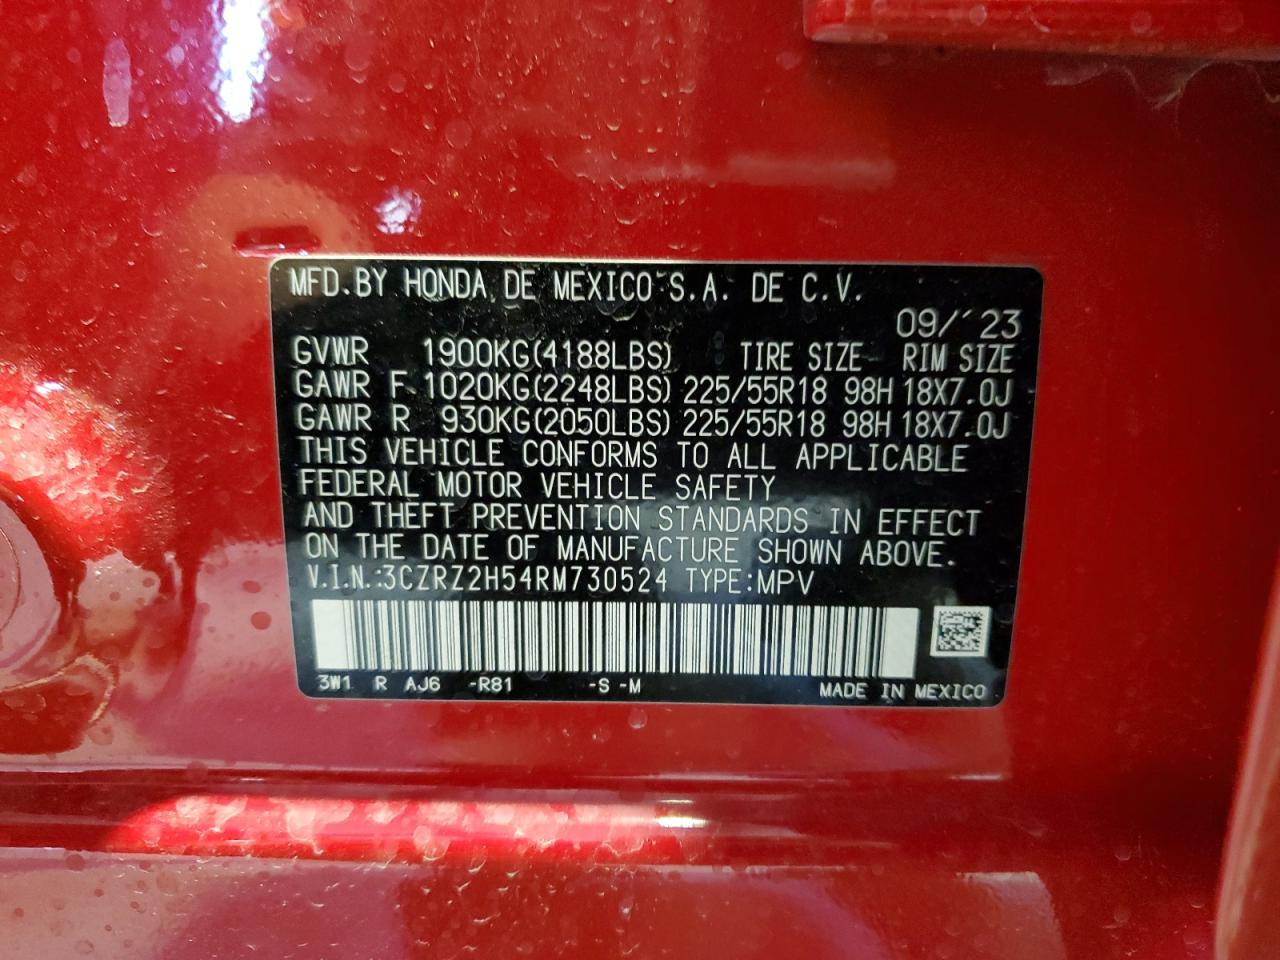 MFD.BY HONDA DE MEXICO S.A. DE C.V.
09/'23
GVWR 1900KG(4188LBS) TIRE SIZE RIM SIZE
GAWR F 1020KG(2248LBS) 225/55R18 98H 18X7.0J
GAWR R 930KG(2050LBS) 225/55R18 98H 18X7.0J
THIS VEHICLE CONFORMS TO ALL APPLICABLE
FEDERAL MOTOR VEHICLE SAFETY
AND THEFT PREVENTION STANDARDS IN EFFECT
ON THE DATE OF MANUFACTURE SHOWN ABOVE.
V.I.N.:3CZRZ2H54RM730524 TYPE:MPV
3W1 R AJ6 -R81 -S -M MADE IN MEXICO